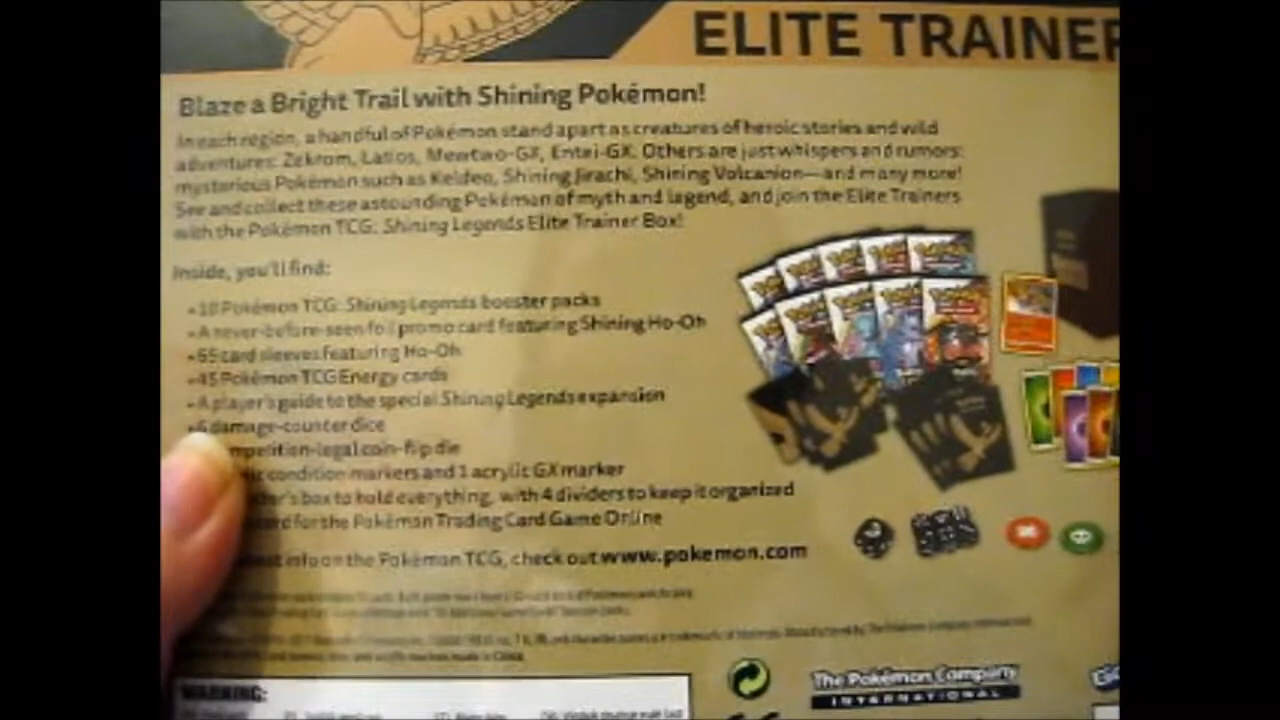 ELITE TRAINER
Blaze a Bright Trail with Shining Pokémon!
In each region, a handful of Pokémon stand apart as creatures of heroic stories and wild
adventures: Zekrom, Latios, Mewtwo-GX, Entei-GX. Others are just whispers and rumors:
mysterious Pokémon such as Keldeo, Shining Jirachi, Shining Volcanion—and many more!
See and collect these astounding Pokémon of myth and legend, and join the Elite Trainers
with the Pokémon TCG: Shining Legends Elite Trainer Box!
Inside, you'll find:
•10 Pokémon TCG: Shining Legends booster packs
•A never-before-seen foil promo card featuring Shining Ho-Oh
•65 card sleeves featuring Ho-Oh
•45 Pokémon TCG Energy cards
•A player's guide to the special Shining Legends expansion
•6 damage-counter dice
mpetition-legal coin-flip die
ic condition markers and 1 acrylic GX marker
box to hold everything, with 4 dividers to keep it organized
card for the Pokémon Trading Card Game Online
info on the Pokémon TCG, check out www.pokemon.com
WARNING:
The Pokémon Company
INTERNATIONAL